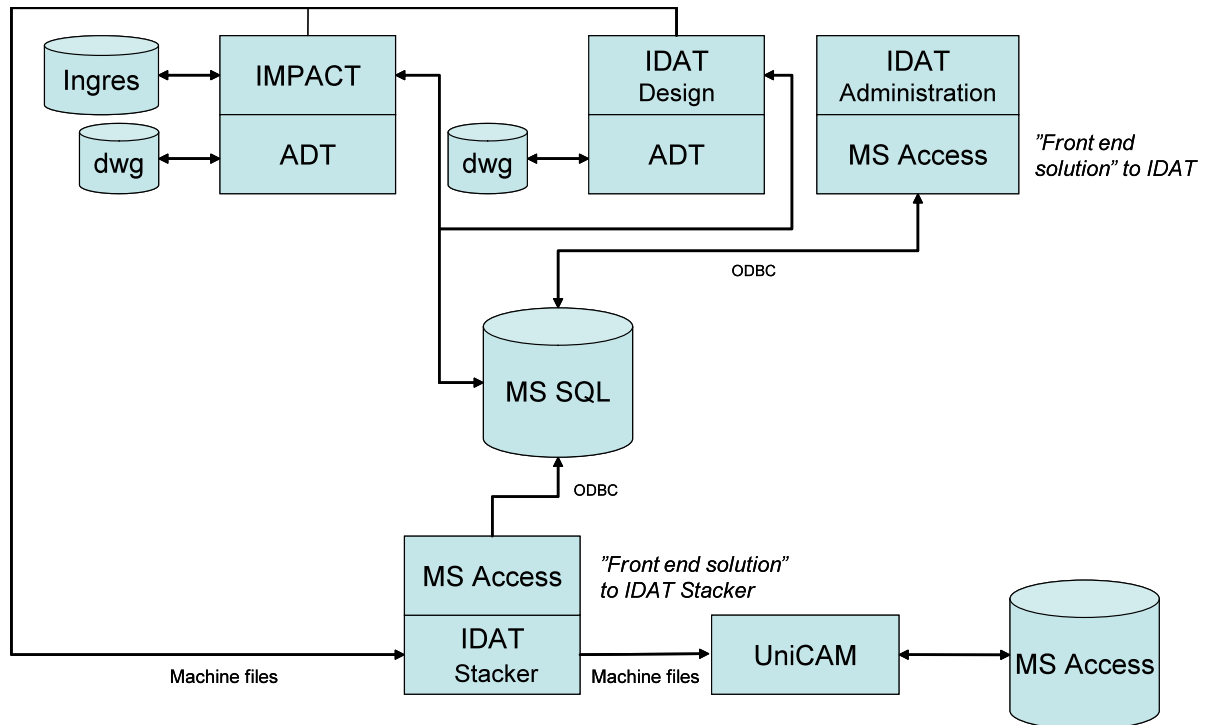 Ingres
dwg
IMPACT
ADT
dwg
IDAT
Design
ADT
IDAT
Administration
MS Access
”Front end
solution” to IDAT
ODBC
MS SQL
ODBC
MS Access
IDAT
Stacker
”Front end solution”
to IDAT Stacker
Machine files
Machine files
UniCAM
MS Access